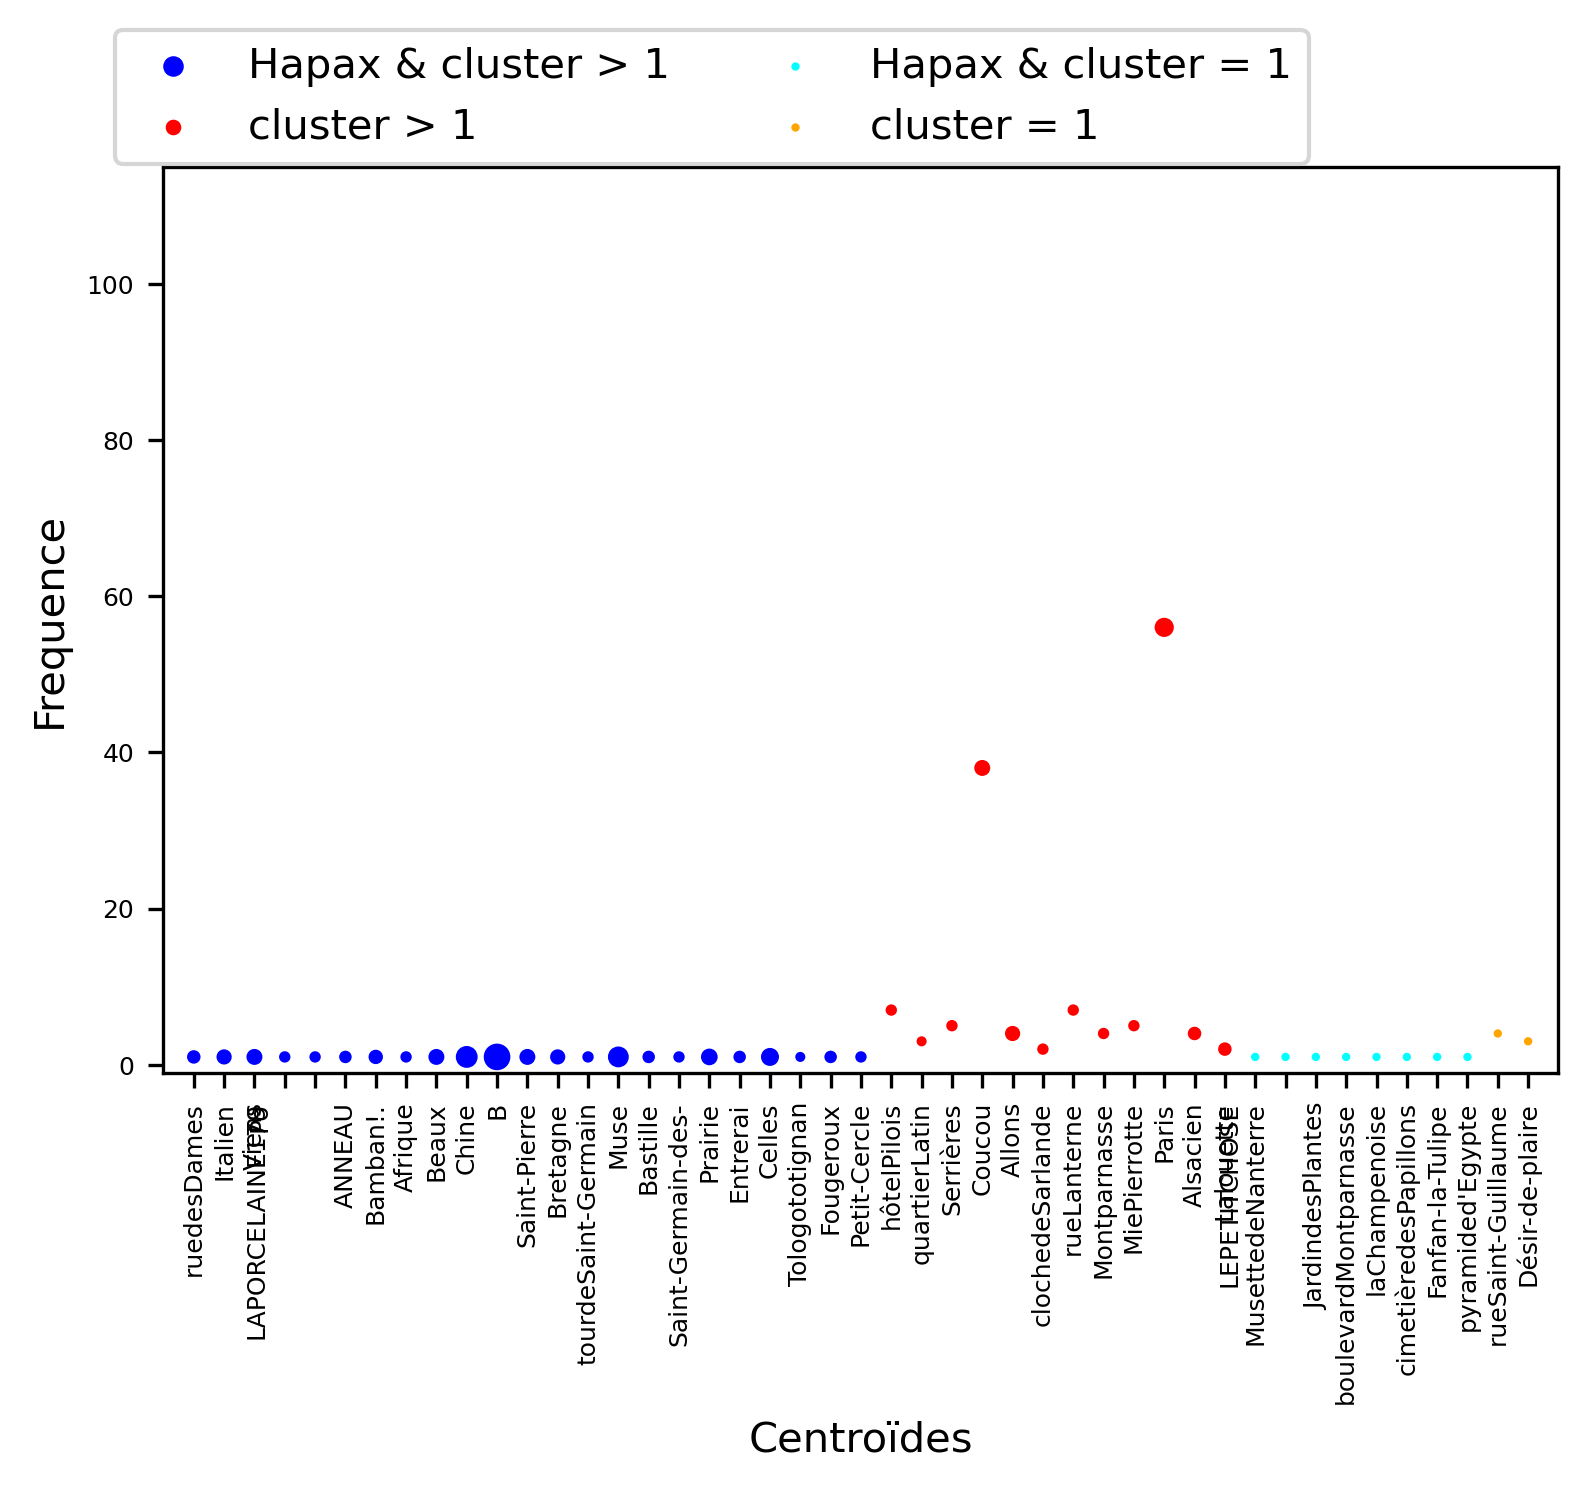 Hapax & cluster > 1
Hapax & cluster = 1
cluster > 1
cluster = 1
100
80
60
40
20
0
Frequence
ruedesDames
Italien
ANNEAU
Bamban!.
Afrique
Beaux
Chine
B
Saint-Pierre
Bretagne
tourdeSaint-Germain
Muse
Bastille
Saint-Germain-des-
Prairie
Entrerai
Celles
Tologototignan
Fougeroux
Petit-Cercle
hôtelPilois
quartierLatin
Serrières
Coucou
Allons
clochedeSarlande
rueLanterne
Montparnasse
MiePierrotte
Paris
Alsacien
MusettedeNanterre
JardindesPlantes
boulevardMontparnasse
laChampenoise
cimetièredesPapillons
Fanfan-la-Tulipe
pyramided'Egypte
rueSaint-Guillaume
Désir-de-plaire
Centroïdes